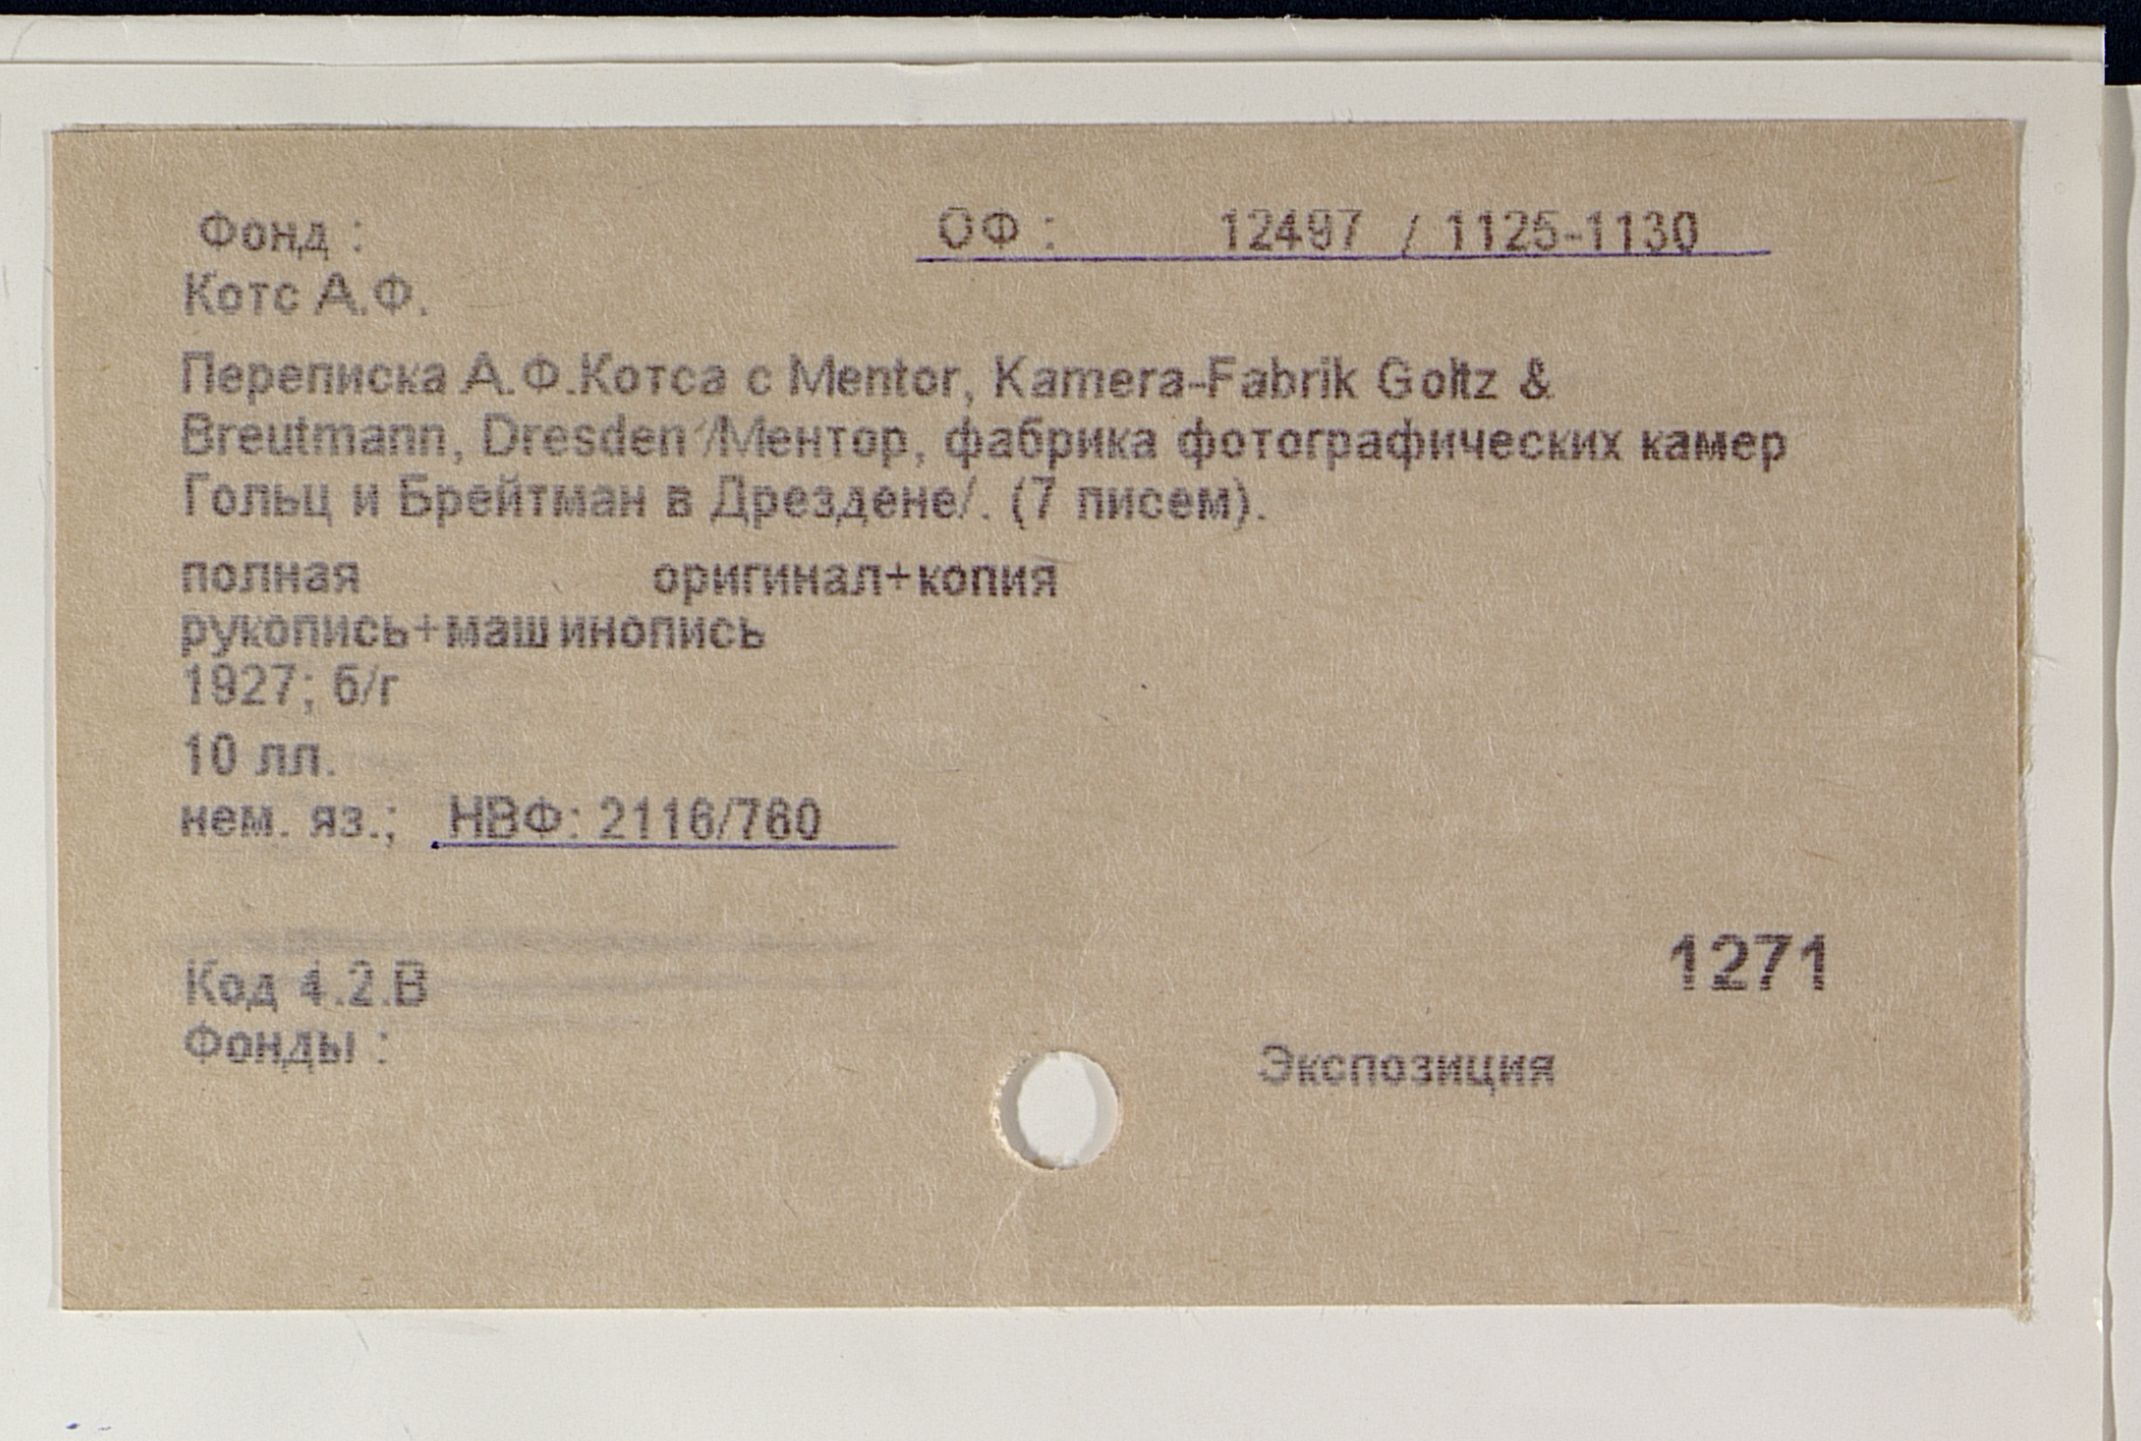 Фонд : ОФ : 12497 / 1125-1130
Котс А.Ф.
Переписка А.Ф.Котса с Mentor, Kamera-Fabrik Goltz &
Breutmann, Dresden /Ментор, фабрика фотографических камер
Гольц и Брейтман в Дрездене/. (7 писем).
полная оригинал+копия
рукопись+машинопись
1927; б/г
10 лл.
нем. яз.; НВФ: 2116/760
1271
Код 4.2.В
Фонды : Экспозиция